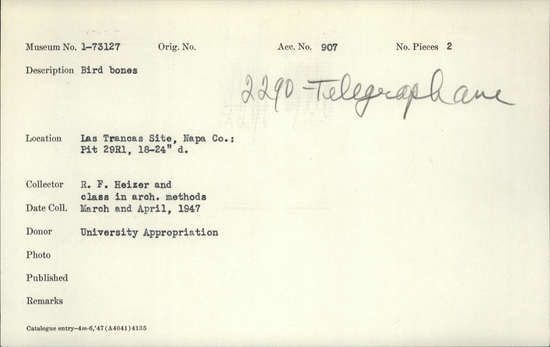 Museum No. 1-73127 Orig. No. Acc. No. 907 No. Pieces 2
Description Bird bones
2290-Telegraph ave
Location Las Trancas Site, Napa Co.;
Pit 29R1, 18-24" d.
Collector R. F. Heizer and
class in arch. methods
Date Coll. March and April, 1947
Donor University Appropriation
Photo
Published
Remarks
Catalogue entry—4m-6,'47(A4041)4135